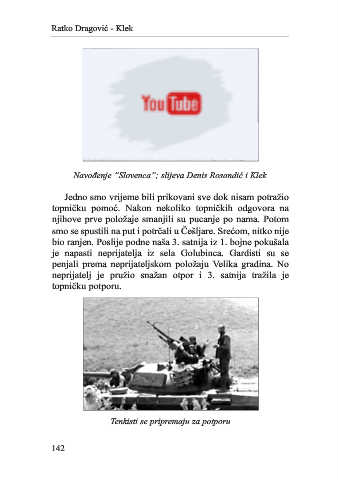 Ratko Dragović - Klek
YouTube
Navođenje "Slovenca"; slijeva Denis Rosandić i Klek
Jedno smo vrijeme bili prikovani sve dok nisam potražio
topničku pomoć. Nakon nekoliko topničkih odgovora na
njihove prve položaje smanjili su pucanje po nama. Potom
smo se spustili na put i potrčali u Češljare. Srećom, nitko nije
bio ranjen. Poslije podne naša 3. satnija iz 1. bojne pokušala
je napasti neprijatelja iz sela Golubinca. Gardisti su se
penjali prema neprijateljskom položaju Velika gradina. No
neprijatelj je pružio snažan otpor i 3. satnija tražila je
topničku potporu.
Tenkisti se pripremaju za potporu
142